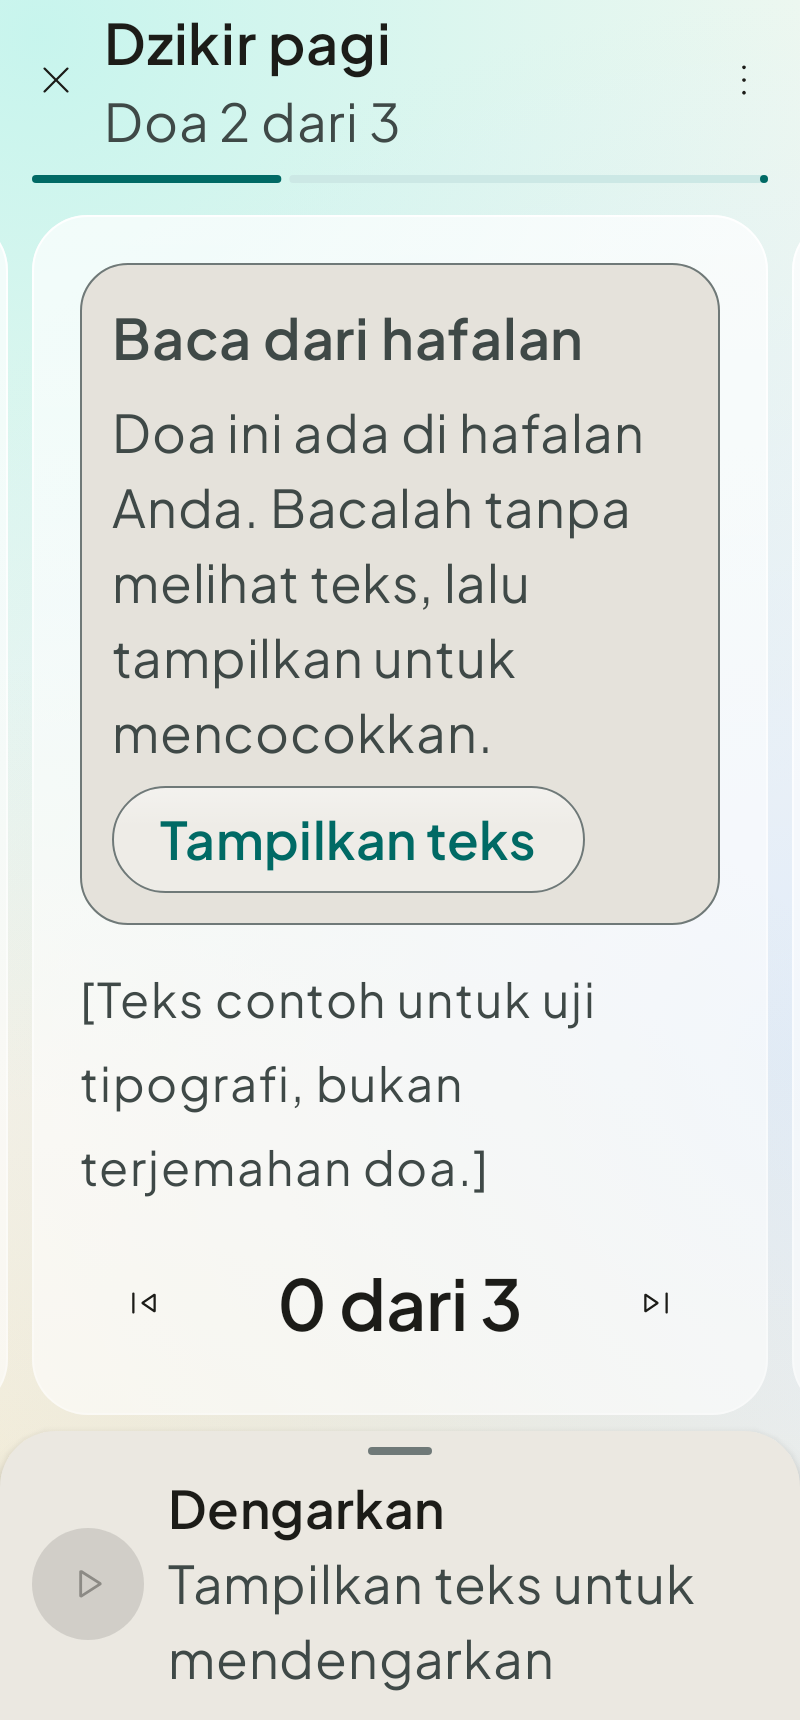 Dzikir pagi
Doa 2 dari 3
Baca dari hafalan
Doa ini ada di hafalan
Anda. Bacalah tanpa
melihat teks, lalu
tampilkan untuk
mencocokkan.
Tampilkan teks
[Teks contoh untuk uji
tipografi, bukan
terjemahan doa.]
0 dari 3
Dengarkan
Tampilkan teks untuk
mendengarkan